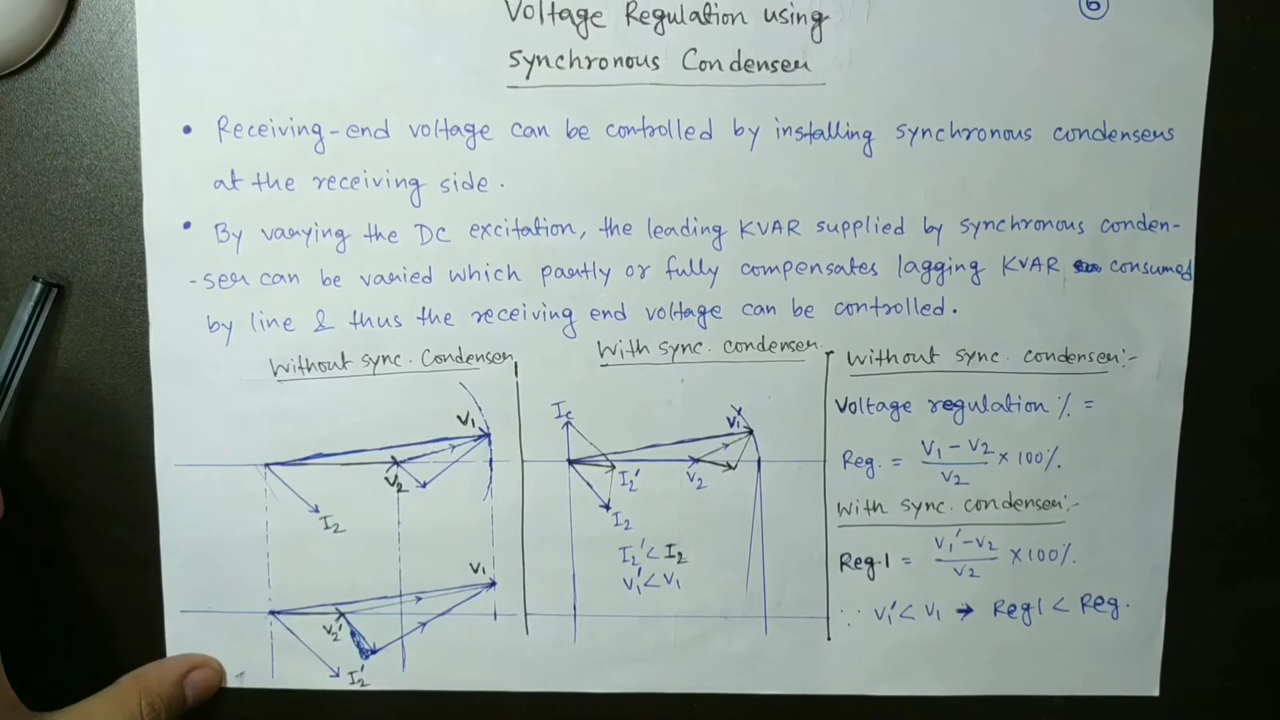 6
Voltage Regulation using
Synchronous Condenser
• Receiving-end voltage can be controlled by installing synchronous condensers
at the receiving side.
• By varying the DC excitation, the leading KVAR supplied by synchronous conden-
-ser can be varied which partly or fully compensates lagging KVAR consumed
by line & thus the receiving end voltage can be controlled.
Without sync. Condenser
V₁
V₂
I₂
V₁
V₂'
I₂'
With sync. condenser
Ic
V₁'
I₂'
V₂
I₂
I₂' < I₂
V₁' < V₁
Without sync. condenser:-
Voltage regulation % =
Reg. = V₁ - V₂ / V₂ × 100%.
With sync. condenser:-
Reg1 = V₁' - V₂ / V₂ × 100%.
∵ V₁' < V₁ → Reg1 < Reg.